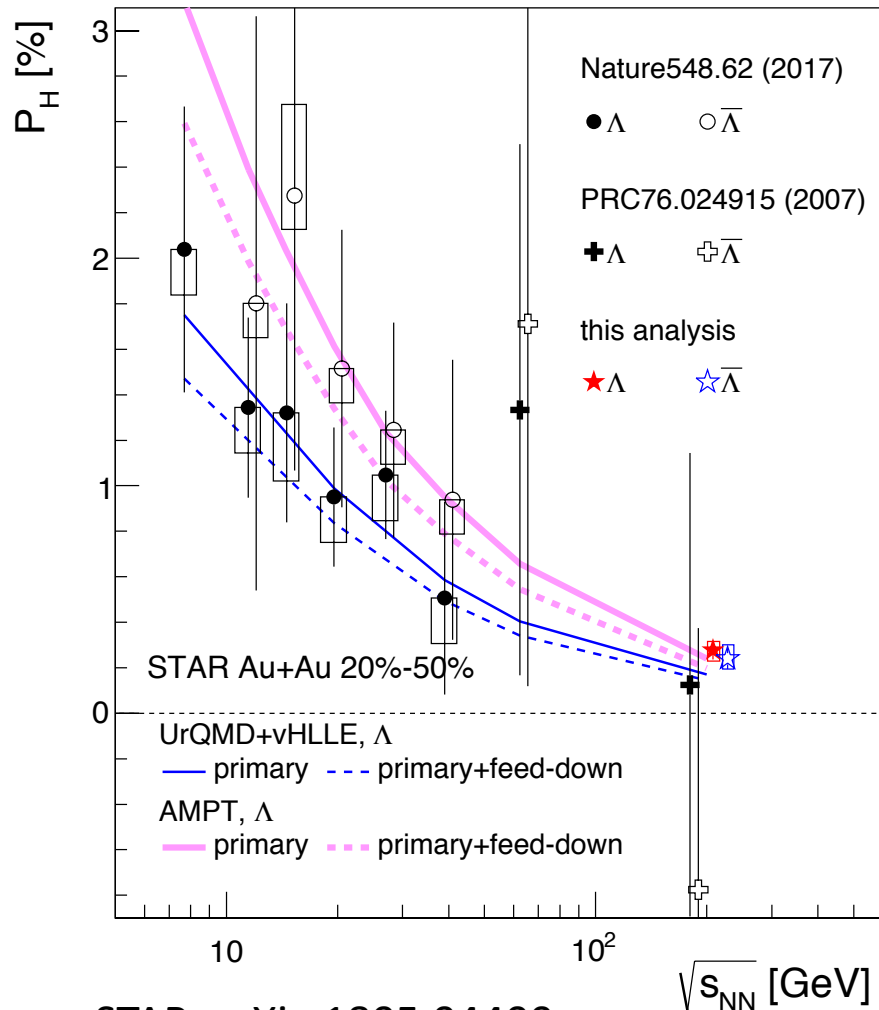 P_H [%]
3
2
1
0
Nature548.62 (2017)
Λ Λ̅
PRC76.024915 (2007)
Λ Λ̅
this analysis
Λ Λ̅
STAR Au+Au 20%-50%
UrQMD+vHLLE, Λ
primary primary+feed-down
AMPT, Λ
primary primary+feed-down
10 10²
√s_NN [GeV]